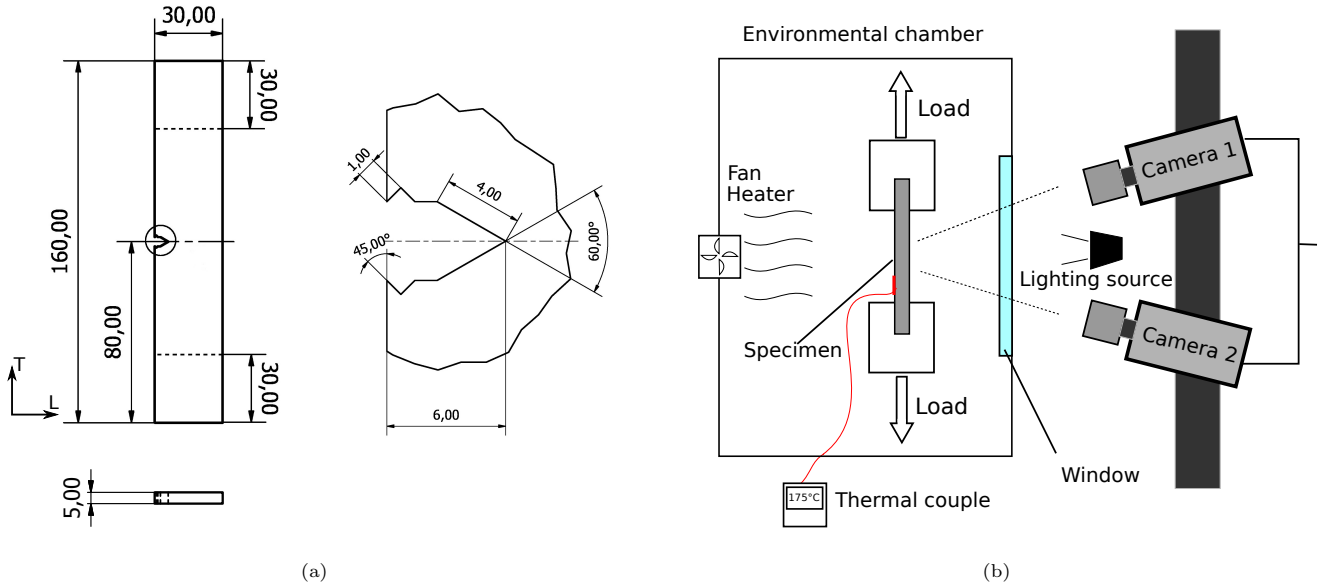 30,00
30,00
160,00
80,00
30,00
T
L
5,00
1,00
4,00
45,00°
60,00°
6,00
(a)
Environmental chamber
Load
Fan
Heater
Camera 1
Lighting source
Specimen
Camera 2
Load
Window
175°C
Thermal couple
(b)